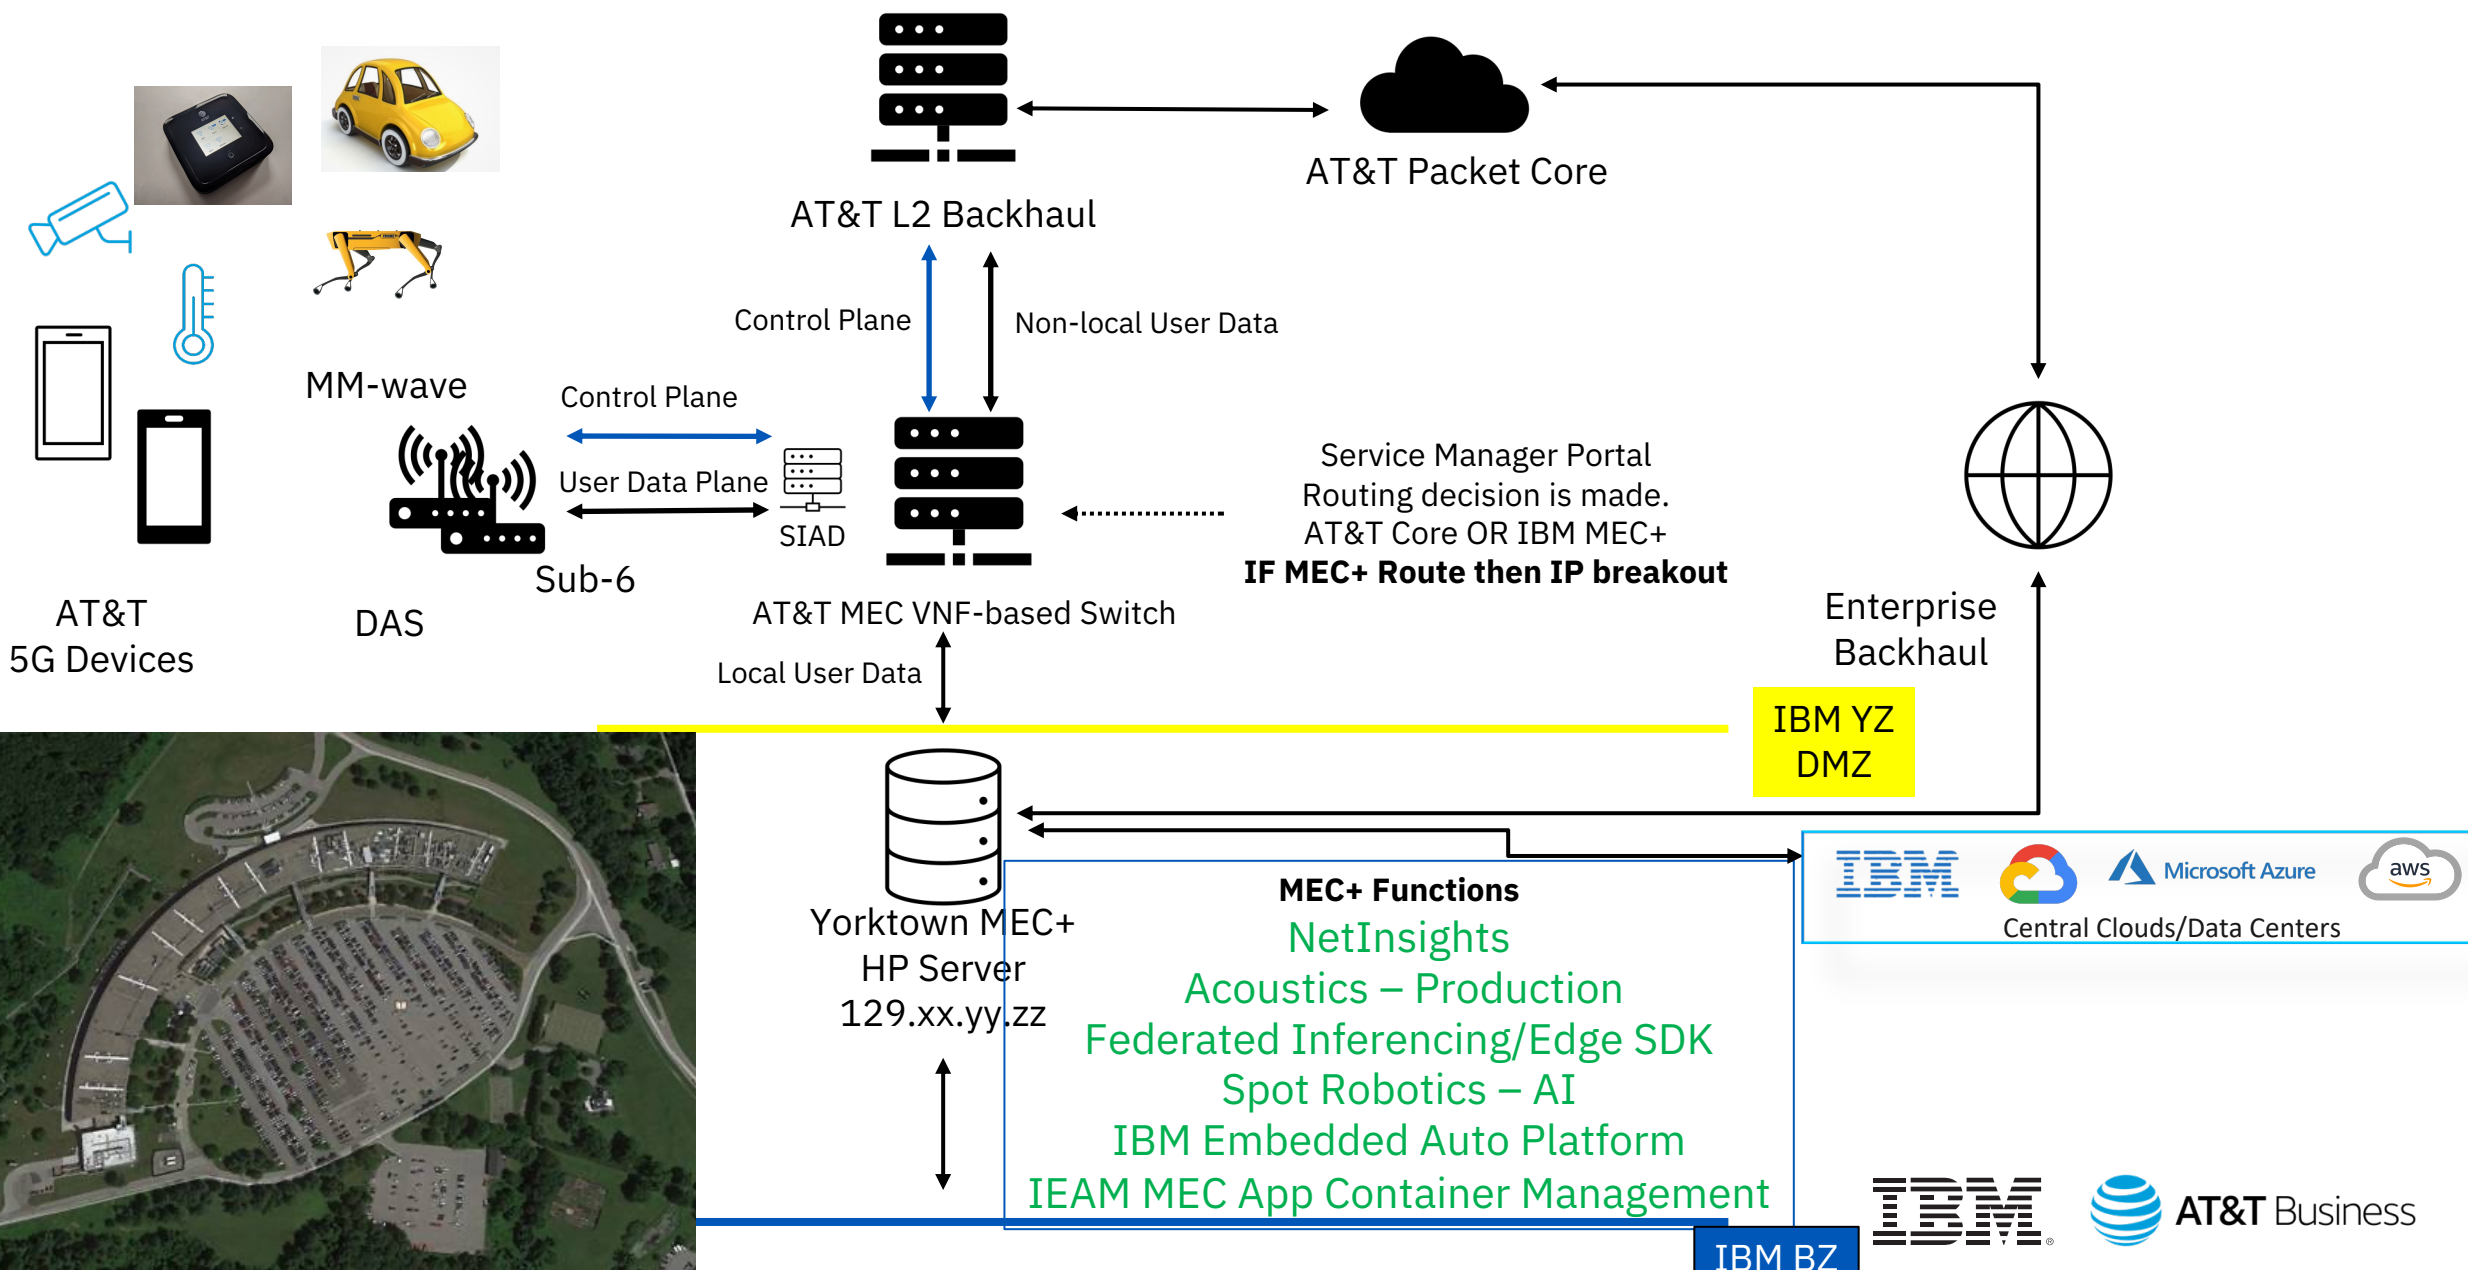 AT&T L2 Backhaul
AT&T Packet Core
Control Plane
Non-local User Data
MM-wave
Control Plane
User Data Plane
SIAD
Sub-6
DAS
AT&T
5G Devices
AT&T MEC VNF-based Switch
Service Manager Portal
Routing decision is made.
AT&T Core OR IBM MEC+
IF MEC+ Route then IP breakout
Enterprise
Backhaul
Local User Data
IBM YZ
DMZ
Yorktown MEC+
HP Server
129.xx.yy.zz
MEC+ Functions
NetInsights
Acoustics – Production
Federated Inferencing/Edge SDK
Spot Robotics – AI
IBM Embedded Auto Platform
IEAM MEC App Container Management
IBM
Microsoft Azure
aws
Central Clouds/Data Centers
IBM BZ
IBM®
AT&T Business